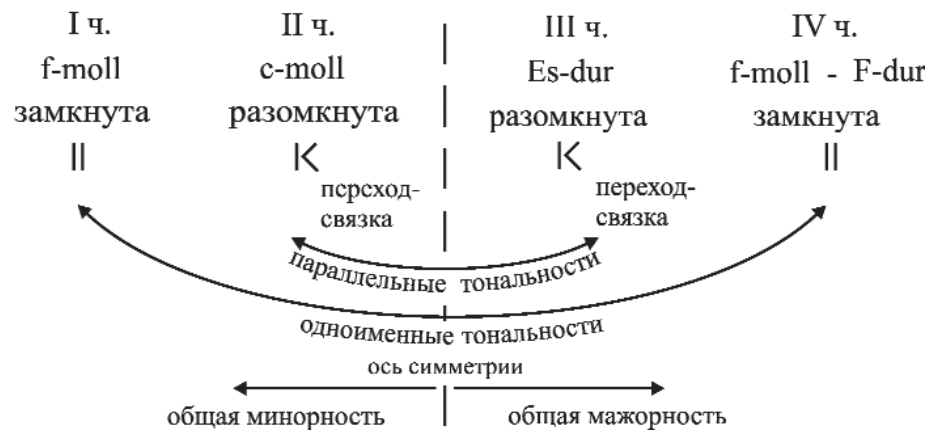 I ч. II ч. III ч. IV ч.
f-moll c-moll Es-dur f-moll - F-dur
замкнута разомкнута разомкнута замкнута
переход-
связка
переход-
связка
параллельные тональности
одноименные тональности
ось симметрии
общая минорность общая мажорность